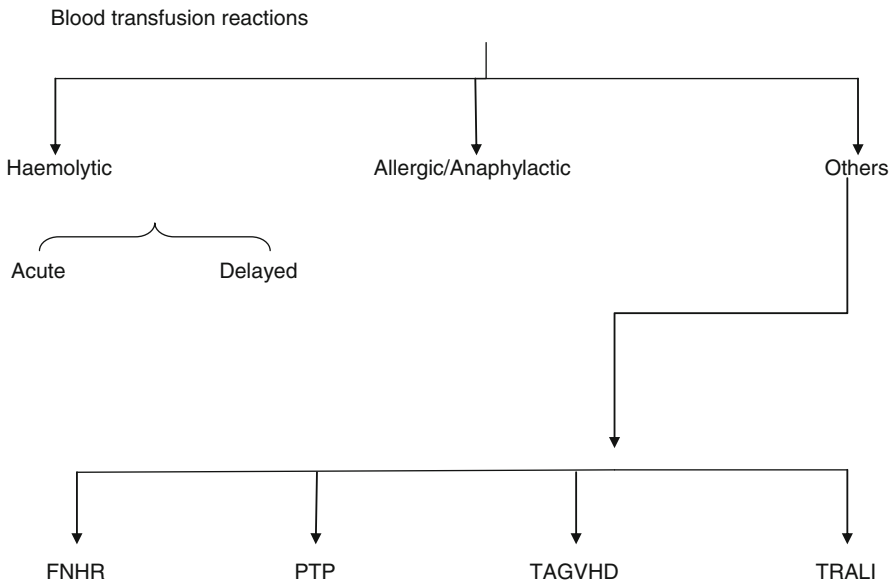 Blood transfusion reactions
Haemolytic Allergic/Anaphylactic Others
Acute Delayed
FNHR PTP TAGVHD TRALI